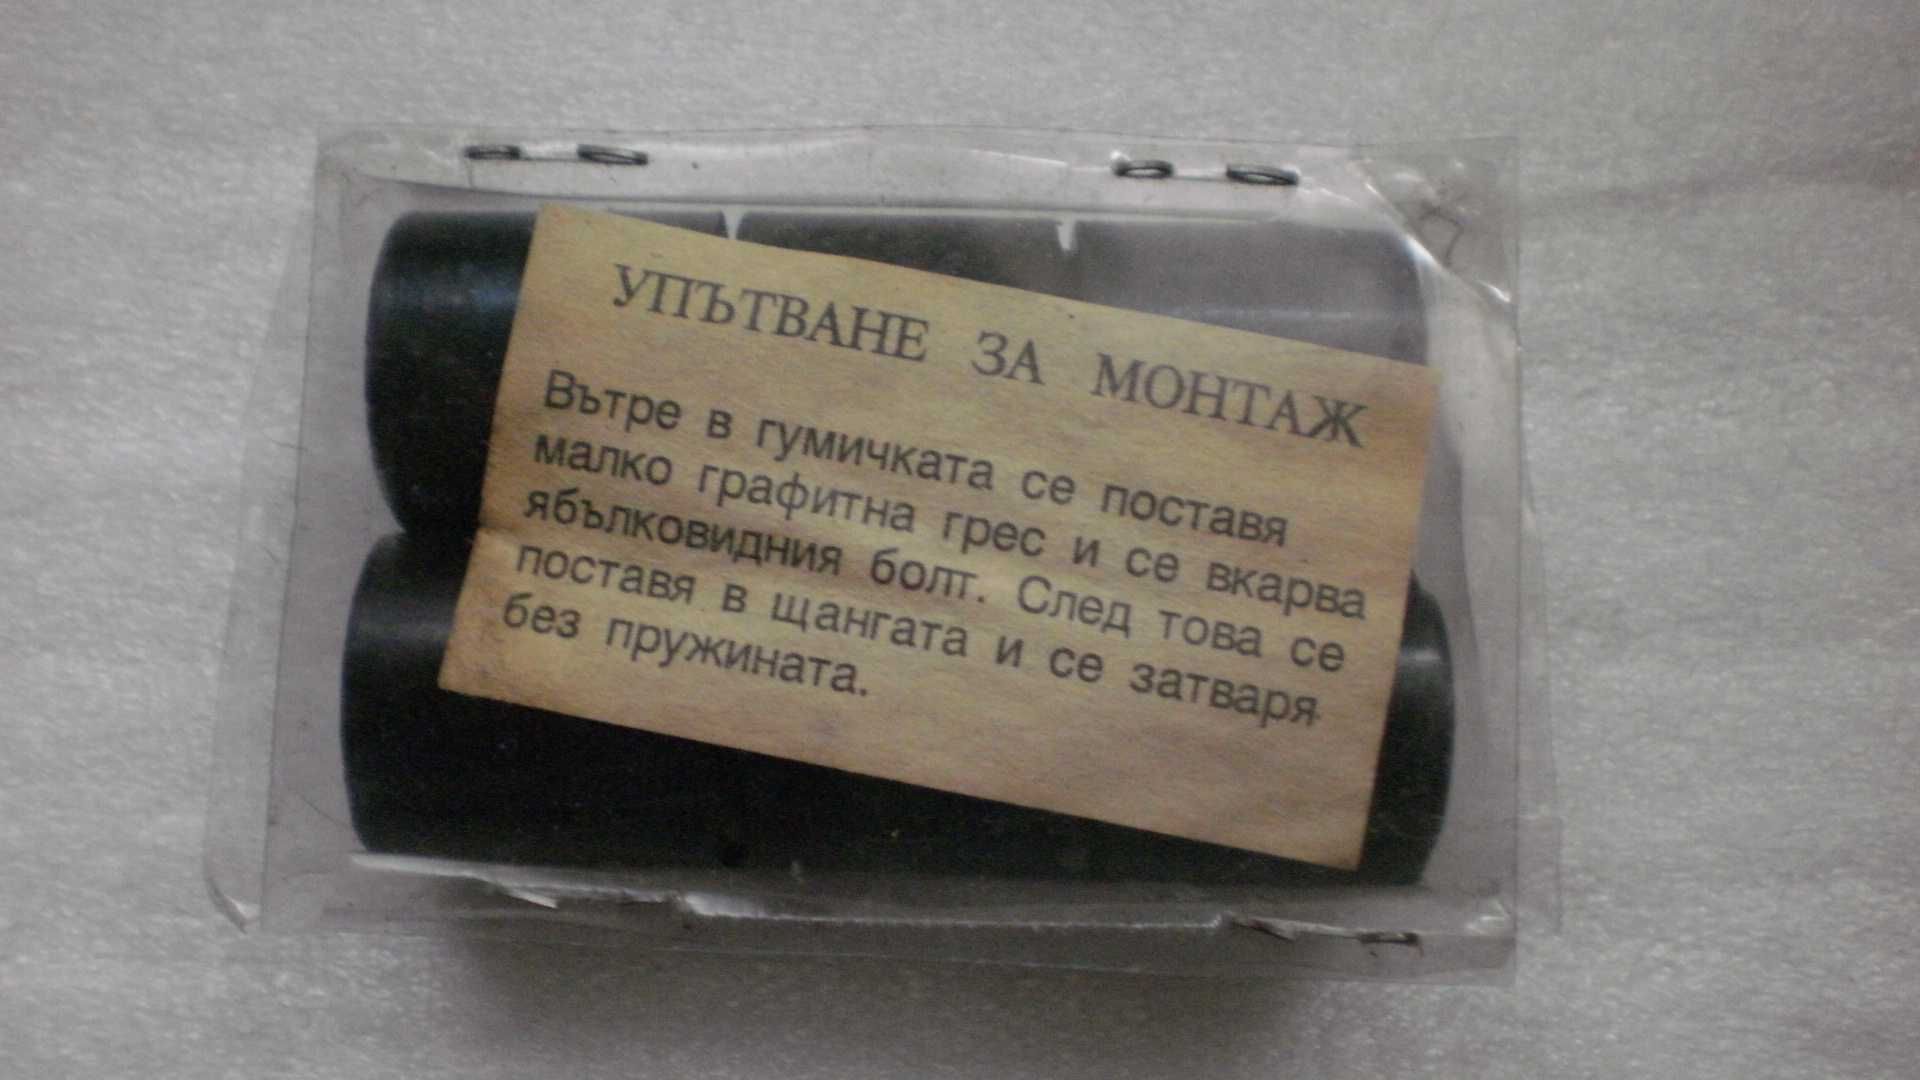 УПЪТВАНЕ ЗА МОНТАЖ
Вътре в гумичката се поставя
малко графитна грес и се вкарва
ябълковидния болт. След това се
поставя в щангата и се затваря
без пружината.